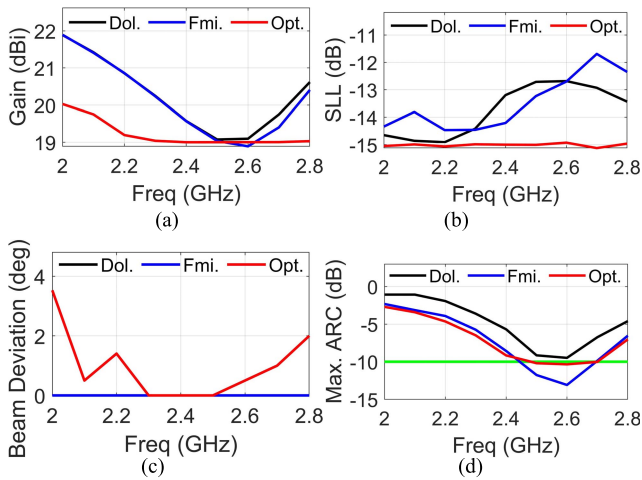 Dol. Fmi. Opt.
22
21
20
19
Gain (dBi)
2 2.2 2.4 2.6 2.8
Freq (GHz)
(a)
Dol. Fmi. Opt.
-11
-12
-13
-14
-15
SLL (dB)
2 2.2 2.4 2.6 2.8
Freq (GHz)
(b)
Dol. Fmi. Opt.
4
2
0
Beam Deviation (deg)
2 2.2 2.4 2.6 2.8
Freq (GHz)
(c)
Dol. Fmi. Opt.
0
-5
-10
-15
Max. ARC (dB)
2 2.2 2.4 2.6 2.8
Freq (GHz)
(d)